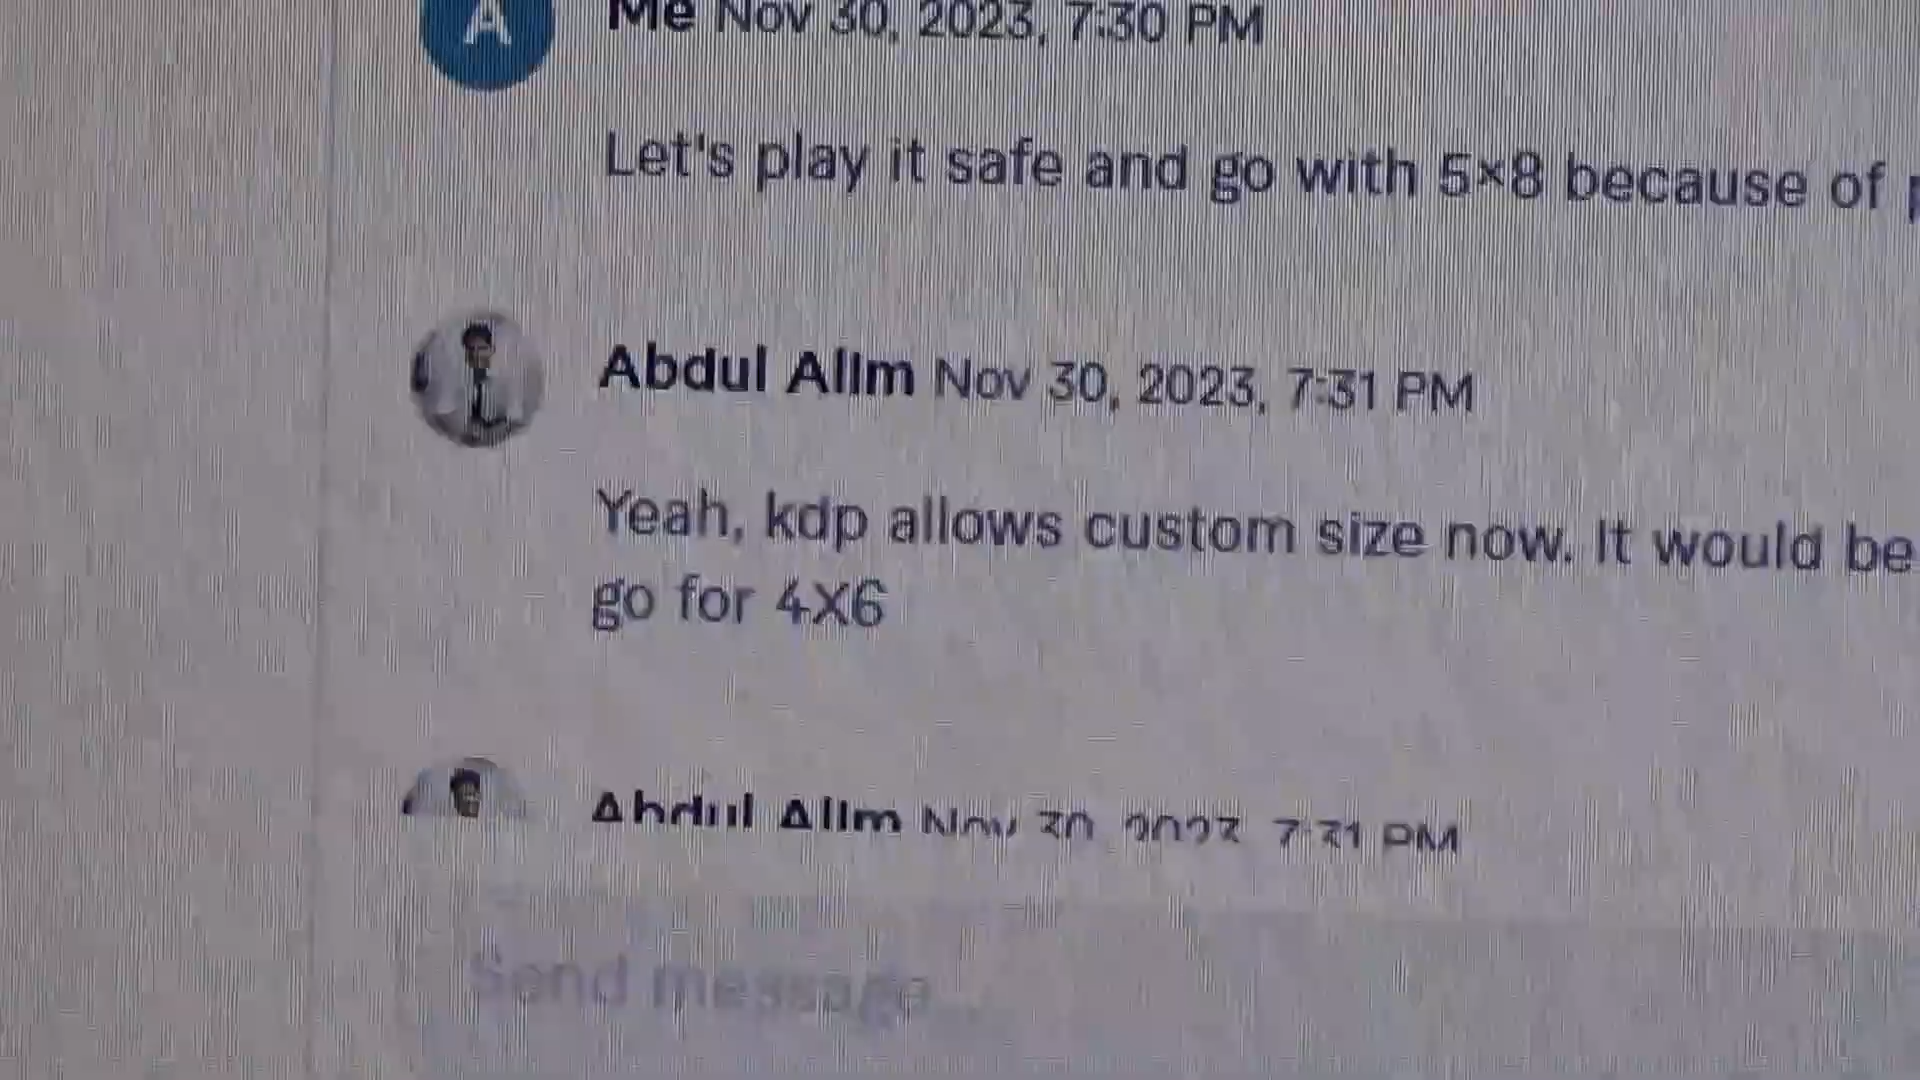 A
Me Nov 30, 2023, 7:30 PM
Let's play it safe and go with 5×8 because of
Abdul Alim Nov 30, 2023, 7:31 PM
Yeah, kdp allows custom size now. It would be
go for 4X6
Abdul Alim Nov 30, 2023, 7:31 PM
Send message...